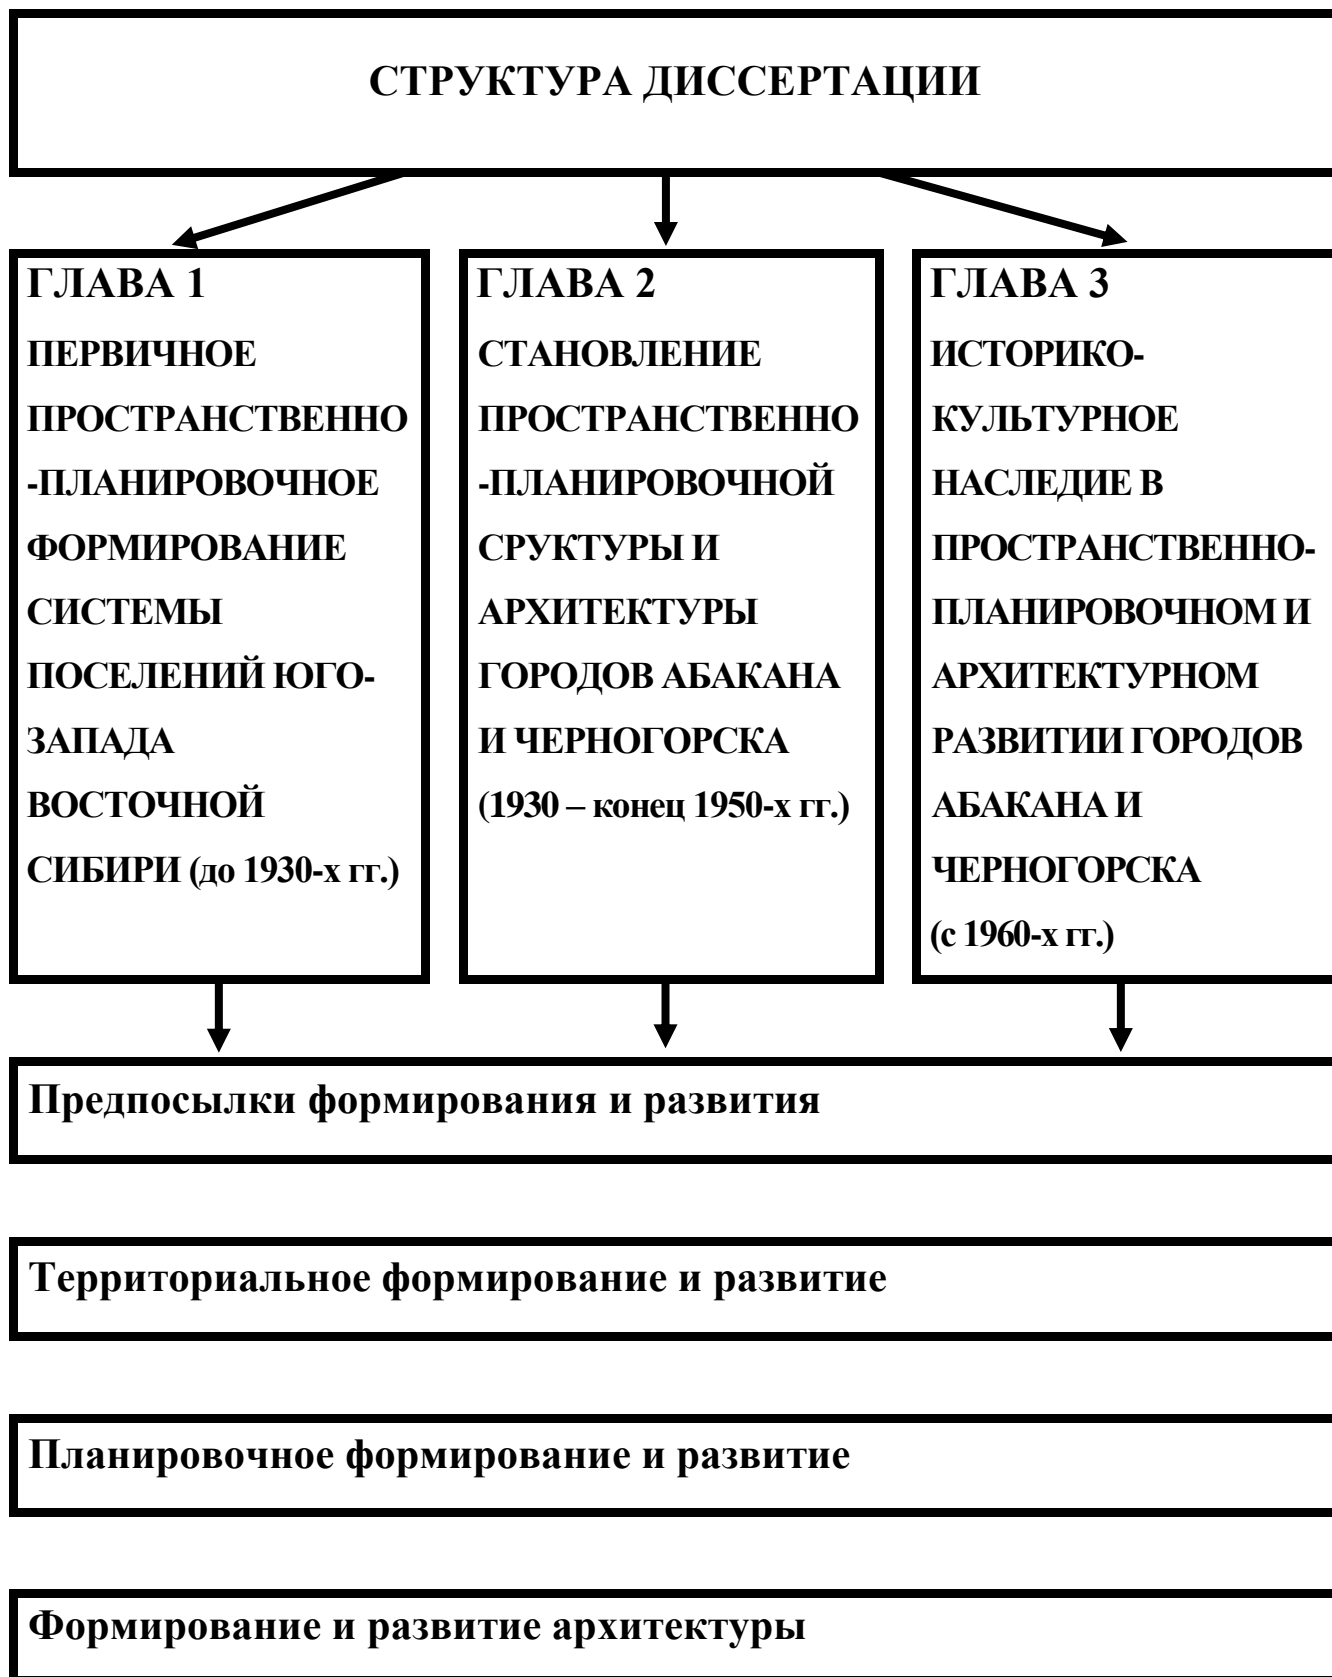 СТРУКТУРА ДИССЕРТАЦИИ
ГЛАВА 1
ПЕРВИЧНОЕ
ПРОСТРАНСТВЕННО
-ПЛАНИРОВОЧНОЕ
ФОРМИРОВАНИЕ
СИСТЕМЫ
ПОСЕЛЕНИЙ ЮГО-
ЗАПАДА
ВОСТОЧНОЙ
СИБИРИ (до 1930-х гг.)
ГЛАВА 2
СТАНОВЛЕНИЕ
ПРОСТРАНСТВЕННО
-ПЛАНИРОВОЧНОЙ
СРУКТУРЫ И
АРХИТЕКТУРЫ
ГОРОДОВ АБАКАНА
И ЧЕРНОГОРСКА
(1930 – конец 1950-х гг.)
ГЛАВА 3
ИСТОРИКО-
КУЛЬТУРНОЕ
НАСЛЕДИЕ В
ПРОСТРАНСТВЕННО-
ПЛАНИРОВОЧНОМ И
АРХИТЕКТУРНОМ
РАЗВИТИИ ГОРОДОВ
АБАКАНА И
ЧЕРНОГОРСКА
(с 1960-х гг.)
Предпосылки формирования и развития
Территориальное формирование и развитие
Планировочное формирование и развитие
Формирование и развитие архитектуры